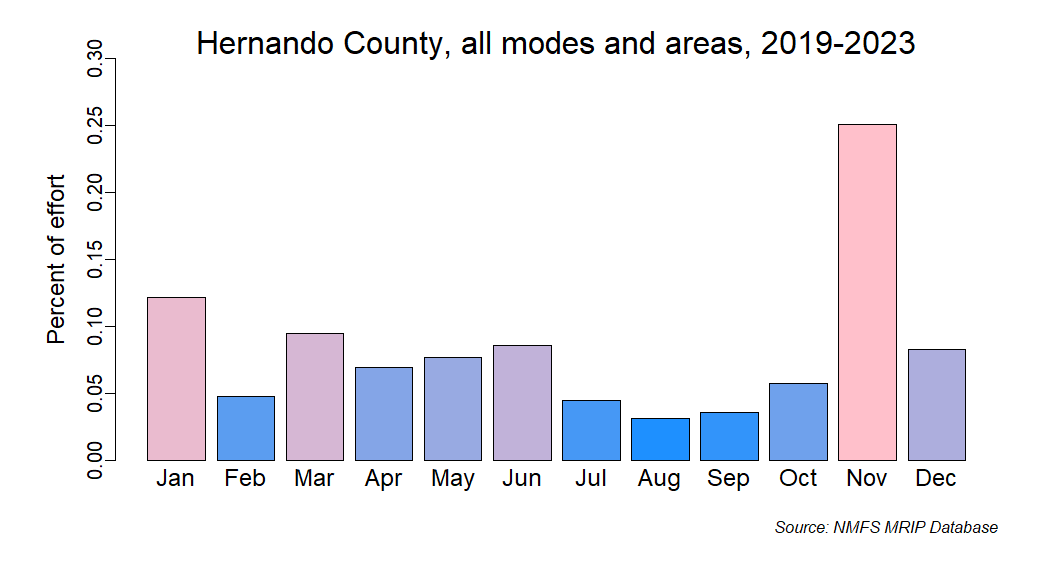 Hernando County, all modes and areas, 2019-2023
Percent of effort
0.30
0.25
0.20
0.15
0.10
0.05
0.00
Jan Feb Mar Apr May Jun Jul Aug Sep Oct Nov Dec
Source: NMFS MRIP Database